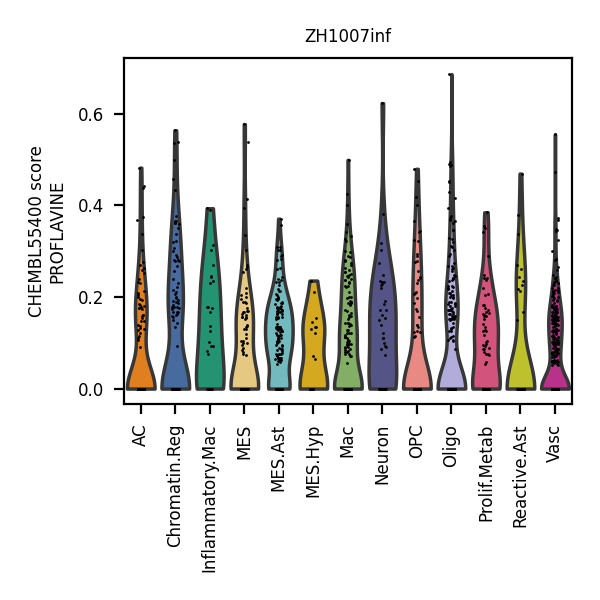 ZH1007inf
CHEMBL55400 score
PROFLAVINE
0.6
0.4
0.2
0.0
AC
Chromatin.Reg
Inflammatory.Mac
MES
MES.Ast
MES.Hyp
Mac
Neuron
OPC
Oligo
Prolif.Metab
Reactive.Ast
Vasc